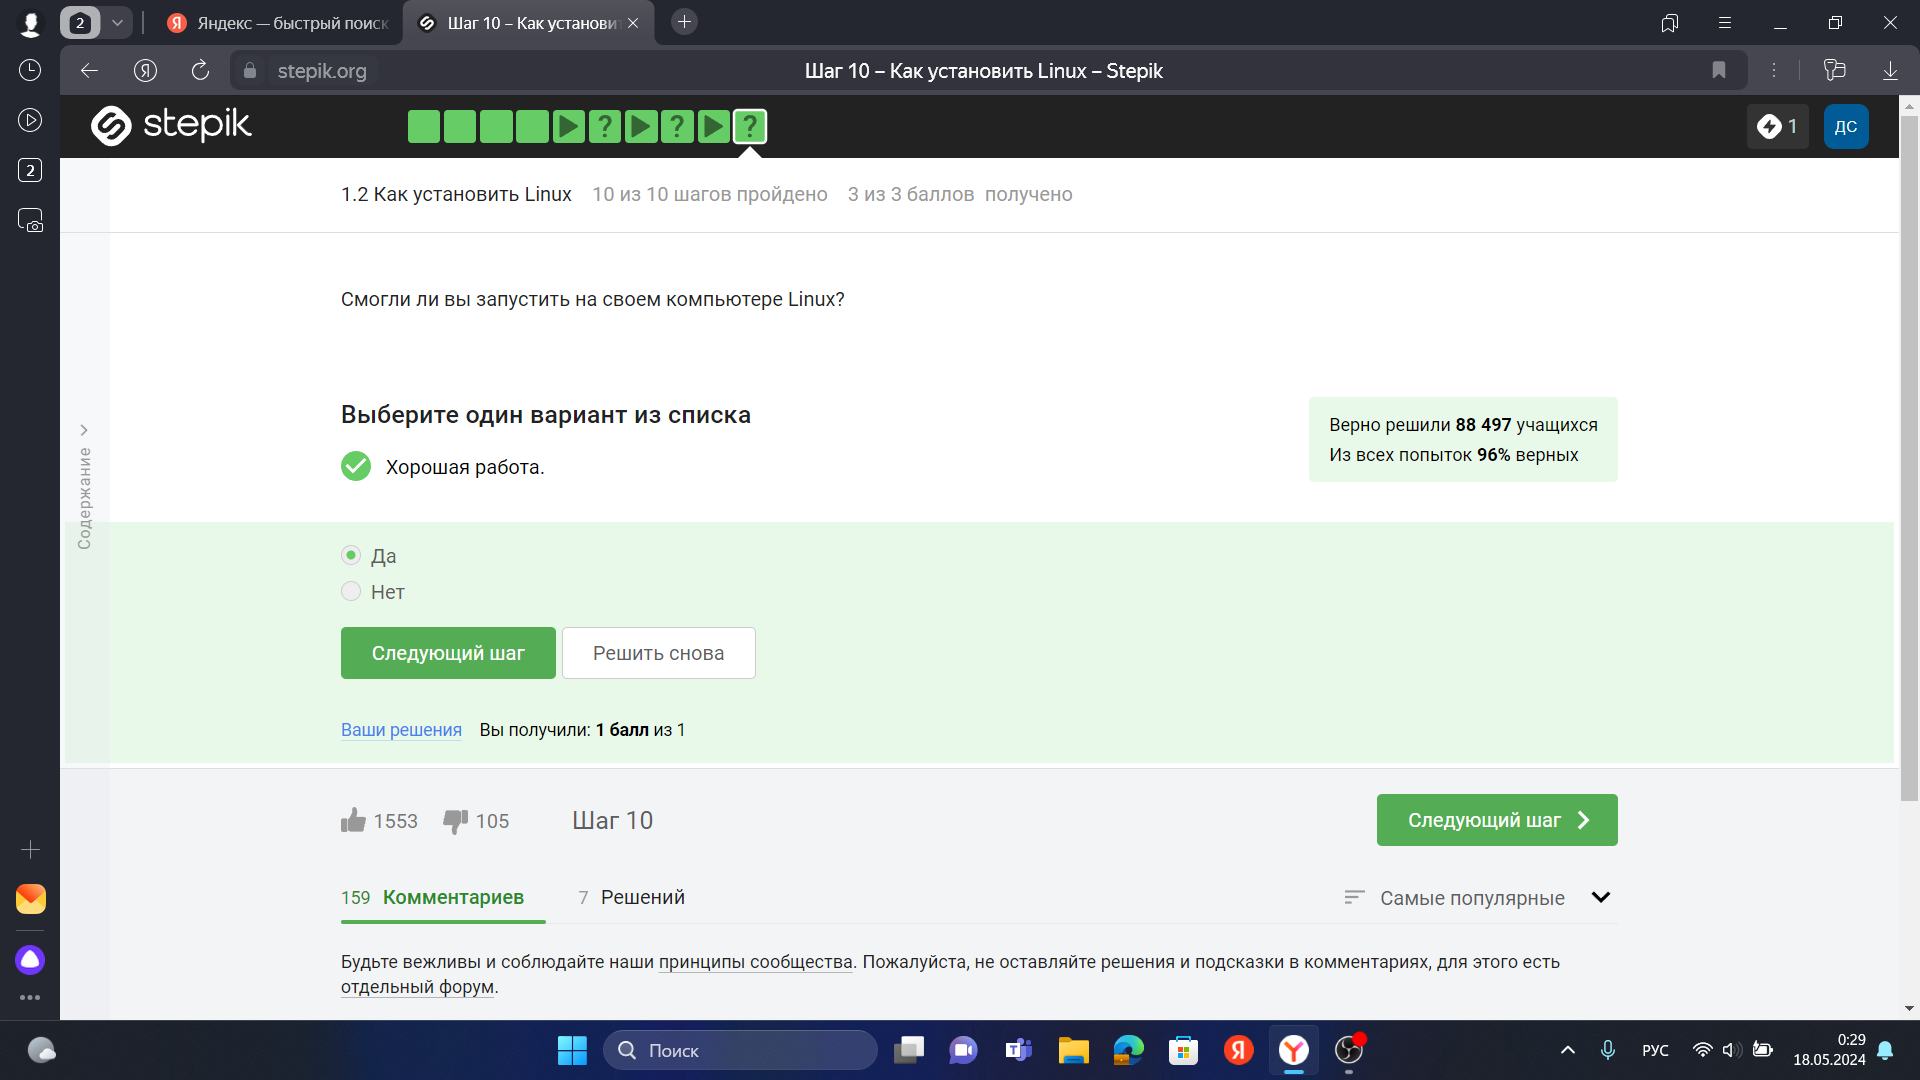 2
Яндекс — быстрый поиск
Шаг 10 – Как установи
stepik.org
Шаг 10 – Как установить Linux – Stepik
2
stepik
? ? ?
1
ДС
1.2 Как установить Linux 10 из 10 шагов пройдено 3 из 3 баллов получено
Смогли ли вы запустить на своем компьютере Linux?
Содержание
Выберите один вариант из списка
Хорошая работа.
Верно решили 88 497 учащихся
Из всех попыток 96% верных
Да
Нет
Следующий шаг
Решить снова
Ваши решения Вы получили: 1 балл из 1
1553 105 Шаг 10
Следующий шаг
159 Комментариев 7 Решений
Самые популярные
Будьте вежливы и соблюдайте наши принципы сообщества. Пожалуйста, не оставляйте решения и подсказки в комментариях, для этого есть
отдельный форум.
Поиск
РУС
0:29
18.05.2024